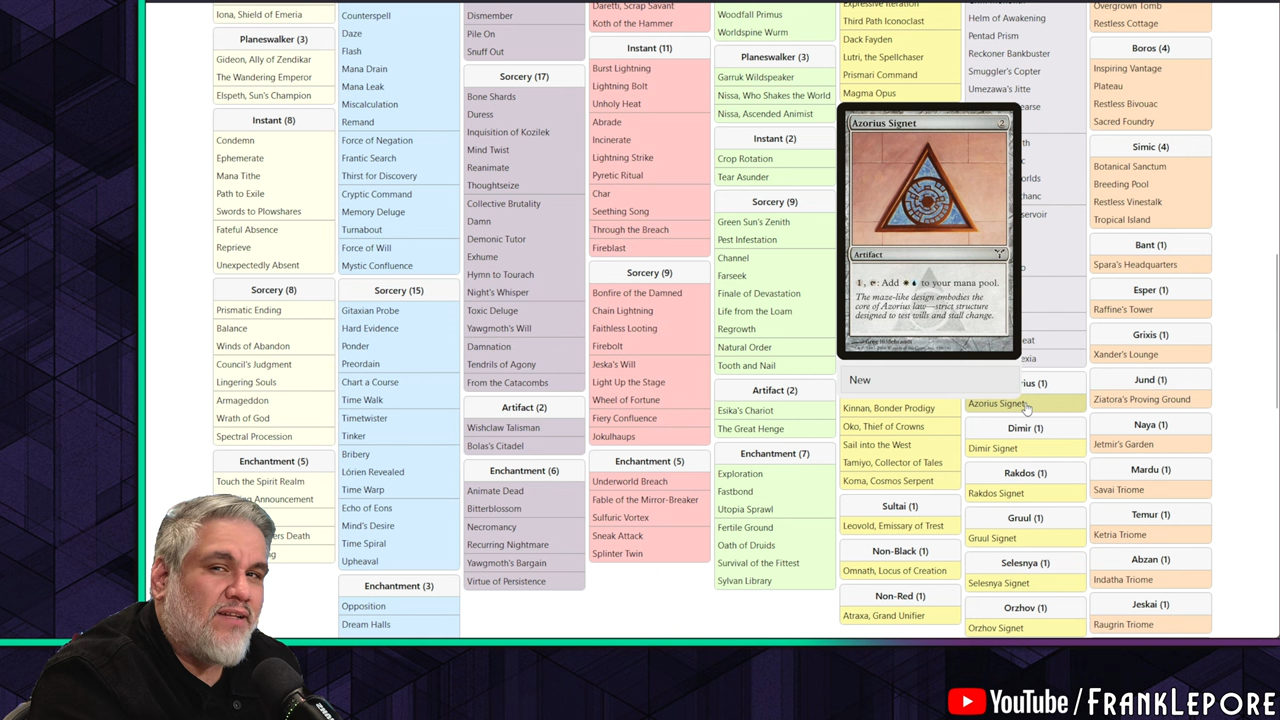 Iona, Shield of Emeria
Planeswalker (3)
Gideon, Ally of Zendikar
The Wandering Emperor
Elspeth, Sun's Champion
Instant (8)
Condemn
Ephemerate
Mana Tithe
Path to Exile
Swords to Plowshares
Fateful Absence
Reprieve
Unexpectedly Absent
Sorcery (8)
Prismatic Ending
Balance
Winds of Abandon
Council's Judgment
Lingering Souls
Armageddon
Wrath of God
Spectral Procession
Enchantment (5)
Touch the Spirit Realm
Announcement
Death
Counterspell
Daze
Flash
Mana Drain
Mana Leak
Miscalculation
Remand
Force of Negation
Frantic Search
Thirst for Discovery
Cryptic Command
Memory Deluge
Turnabout
Force of Will
Mystic Confluence
Sorcery (15)
Gitaxian Probe
Hard Evidence
Ponder
Preordain
Chart a Course
Time Walk
Timetwister
Tinker
Bribery
Lórien Revealed
Time Warp
Echo of Eons
Mind's Desire
Time Spiral
Upheaval
Enchantment (3)
Opposition
Dream Halls
Dismember
Pile On
Snuff Out
Sorcery (17)
Bone Shards
Duress
Inquisition of Kozilek
Mind Twist
Reanimate
Thoughtseize
Collective Brutality
Damn
Demonic Tutor
Exhume
Hymn to Tourach
Night's Whisper
Toxic Deluge
Yawgmoth's Will
Damnation
Tendrils of Agony
From the Catacombs
Artifact (2)
Wishclaw Talisman
Bolas's Citadel
Enchantment (6)
Animate Dead
Bitterblossom
Necromancy
Recurring Nightmare
Yawgmoth's Bargain
Virtue of Persistence
Daretti, Scrap Savant
Koth of the Hammer
Instant (11)
Burst Lightning
Lightning Bolt
Unholy Heat
Abrade
Incinerate
Lightning Strike
Pyretic Ritual
Char
Seething Song
Through the Breach
Fireblast
Sorcery (9)
Bonfire of the Damned
Chain Lightning
Faithless Looting
Firebolt
Jeska's Will
Light Up the Stage
Wheel of Fortune
Fiery Confluence
Jokulhaups
Enchantment (5)
Underworld Breach
Fable of the Mirror-Breaker
Sulfuric Vortex
Sneak Attack
Splinter Twin
Woodfall Primus
Worldspine Wurm
Planeswalker (3)
Garruk Wildspeaker
Nissa, Who Shakes the World
Nissa, Ascended Animist
Instant (2)
Crop Rotation
Tear Asunder
Sorcery (9)
Green Sun's Zenith
Pest Infestation
Channel
Farseek
Finale of Devastation
Life from the Loam
Regrowth
Natural Order
Tooth and Nail
Artifact (2)
Esika's Chariot
The Great Henge
Enchantment (7)
Exploration
Fastbond
Utopia Sprawl
Fertile Ground
Oath of Druids
Survival of the Fittest
Sylvan Library
Expressive Iteration
Third Path Iconoclast
Dack Fayden
Lutri, the Spellchaser
Prismari Command
Magma Opus
Azorius Signet
2
Artifact
1, : Add to your mana pool.
The maze-like design embodies the
core of Azorius law—strict structure
designed to test wills and stall change.
New
Kinnan, Bonder Prodigy
Oko, Thief of Crowns
Sail into the West
Tamiyo, Collector of Tales
Koma, Cosmos Serpent
Sultai (1)
Leovold, Emissary of Trest
Non-Black (1)
Omnath, Locus of Creation
Non-Red (1)
Atraxa, Grand Unifier
Helm of Awakening
Pentad Prism
Reckoner Bankbuster
Smuggler's Copter
Umezawa's Jitte
earse
th
orlds
thanc
servoir
o
eat
exia
rius (1)
Azorius Signet
Dimir (1)
Dimir Signet
Rakdos (1)
Rakdos Signet
Gruul (1)
Gruul Signet
Selesnya (1)
Selesnya Signet
Orzhov (1)
Orzhov Signet
Overgrown Tomb
Restless Cottage
Boros (4)
Inspiring Vantage
Plateau
Restless Bivouac
Sacred Foundry
Simic (4)
Botanical Sanctum
Breeding Pool
Restless Vinestalk
Tropical Island
Bant (1)
Spara's Headquarters
Esper (1)
Raffine's Tower
Grixis (1)
Xander's Lounge
Jund (1)
Ziatora's Proving Ground
Naya (1)
Jetmir's Garden
Mardu (1)
Savai Triome
Temur (1)
Ketria Triome
Abzan (1)
Indatha Triome
Jeskai (1)
Raugrin Triome
YouTube/FRANKLEPORE